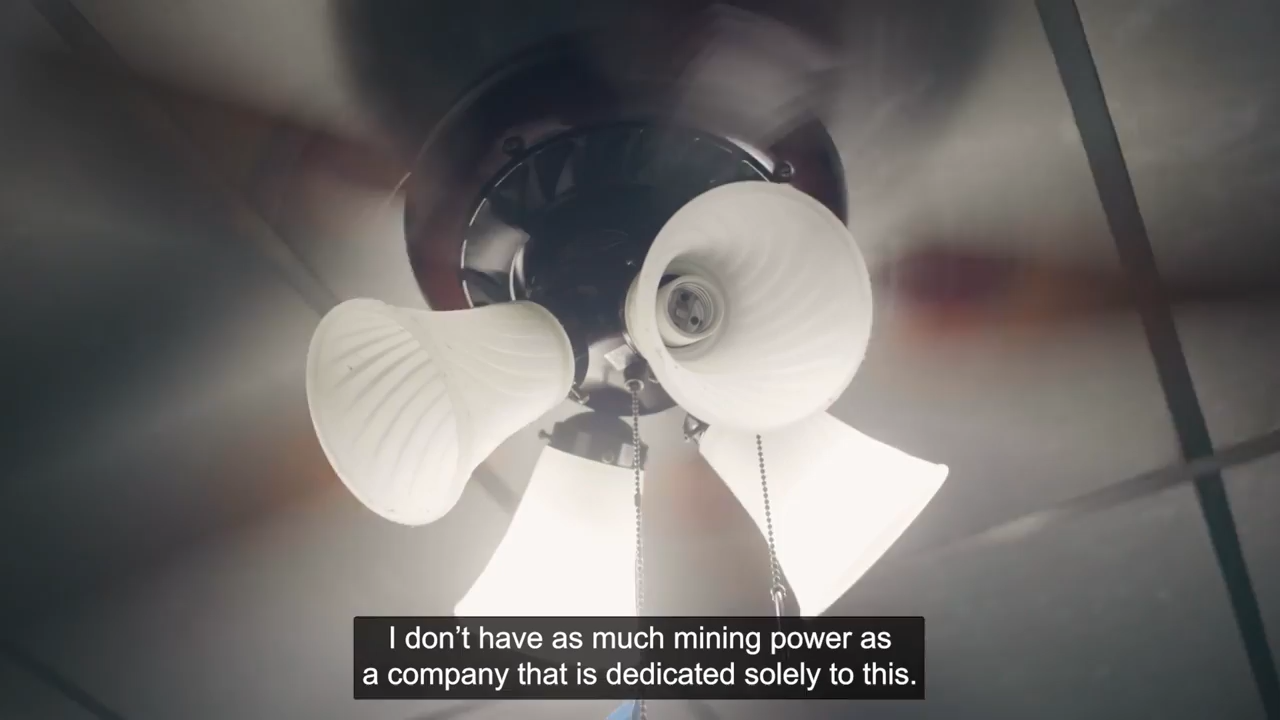 I don’t have as much mining power as
a company that is dedicated solely to this.